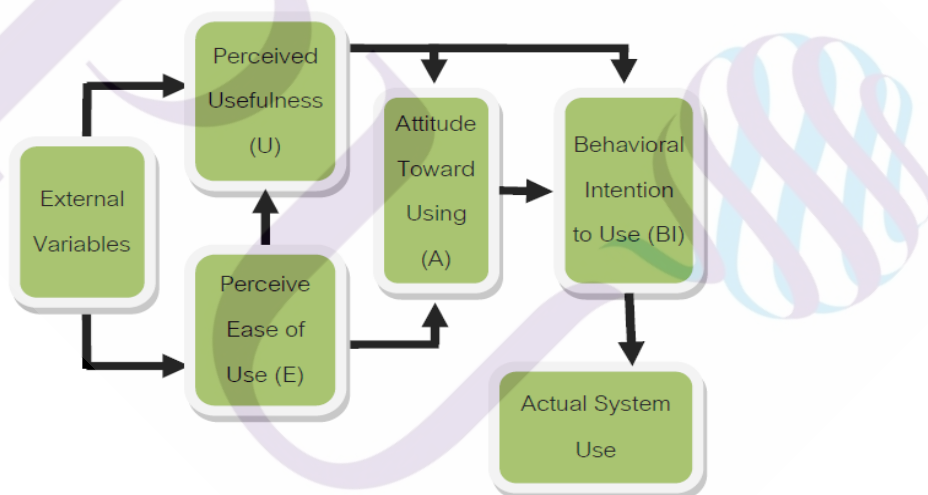 Perceived
Usefulness
(U)
External
Variables
Perceive
Ease of
Use (E)
Attitude
Toward
Using
(A)
Behavioral
Intention
to Use (BI)
Actual System
Use